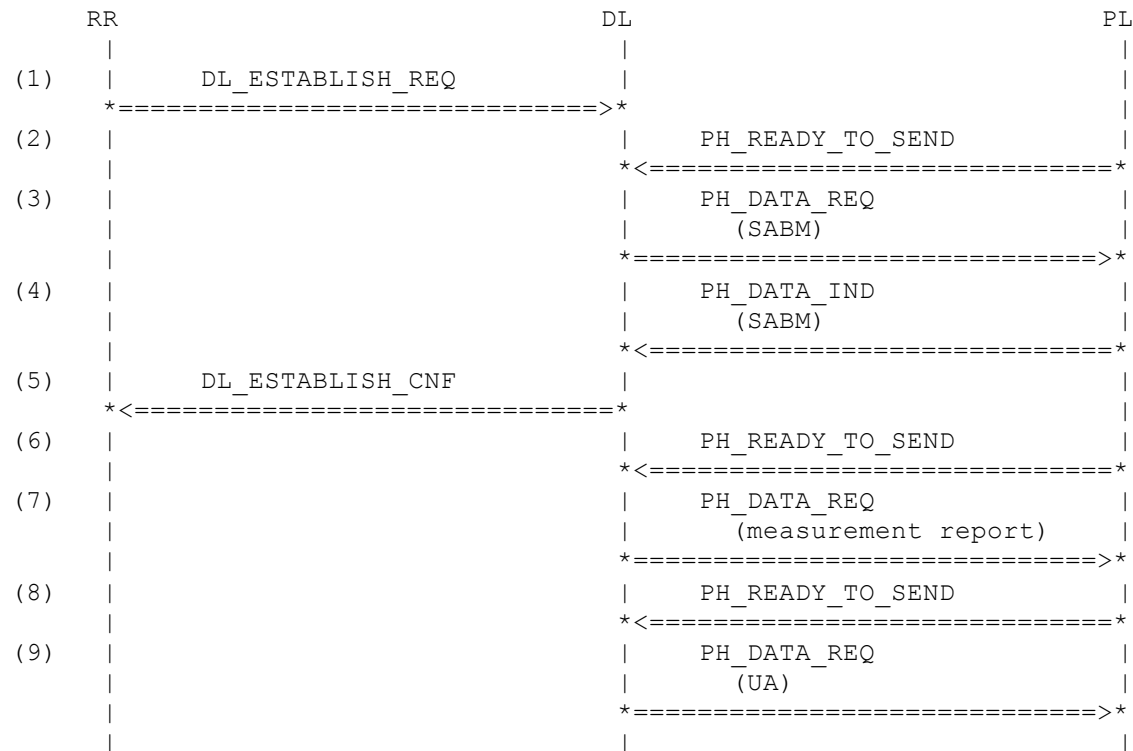 RR DL PL
(1) DL_ESTABLISH_REQ
(2) PH_READY_TO_SEND
(3) PH_DATA_REQ
(SABM)
(4) PH_DATA_IND
(SABM)
(5) DL_ESTABLISH_CNF
(6) PH_READY_TO_SEND
(7) PH_DATA_REQ
(measurement report)
(8) PH_READY_TO_SEND
(9) PH_DATA_REQ
(UA)